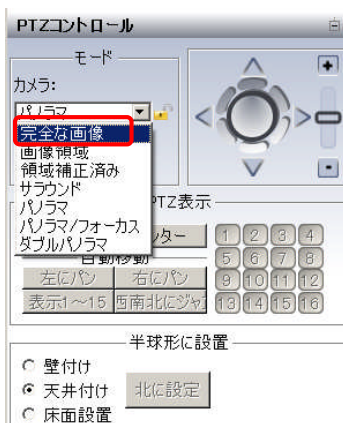 PTZコントロール
モード
カメラ:
パノラマ
完全な画像
画像領域
領域補正済み
サラウンド
パノラマ
パノラマ/フォーカス
ダブルパノラマ
PTZ表示
ター
1 2 3 4
自動移動
5 6 7 8
左にパン 右にパン
9 10 11 12
表示1～15 西南北にジャ
13 14 15 16
半球形に設置
壁付け
天井付け
北に設定
床面設置